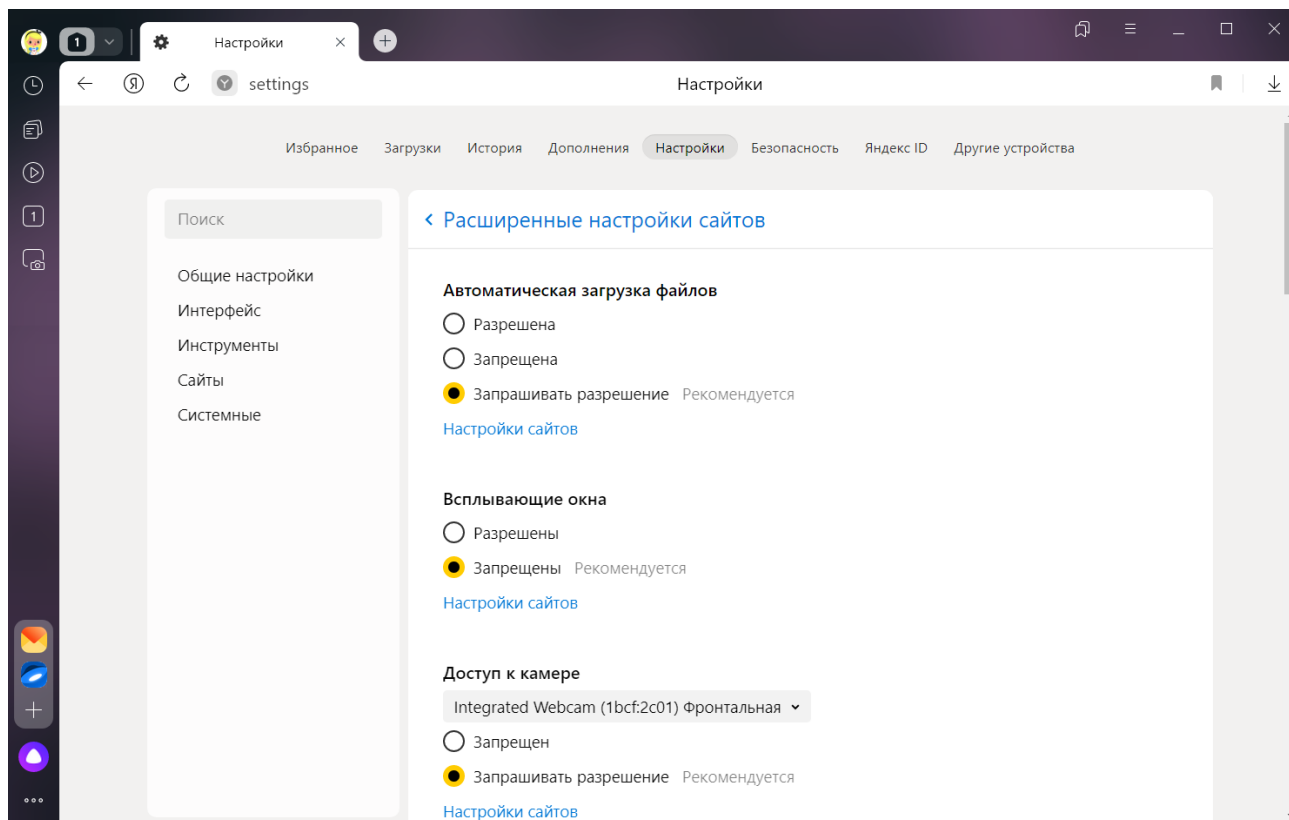 1
Настройки
Я
settings
Настройки
Избранное Загрузки История Дополнения Настройки Безопасность Яндекс ID Другие устройства
1
Поиск
Общие настройки
Интерфейс
Инструменты
Сайты
Системные
Расширенные настройки сайтов
Автоматическая загрузка файлов
Разрешена
Запрещена
Запрашивать разрешение Рекомендуется
Настройки сайтов
Всплывающие окна
Разрешены
Запрещены Рекомендуется
Настройки сайтов
Доступ к камере
Integrated Webcam (1bcf:2c01) Фронтальная
Запрещен
Запрашивать разрешение Рекомендуется
Настройки сайтов